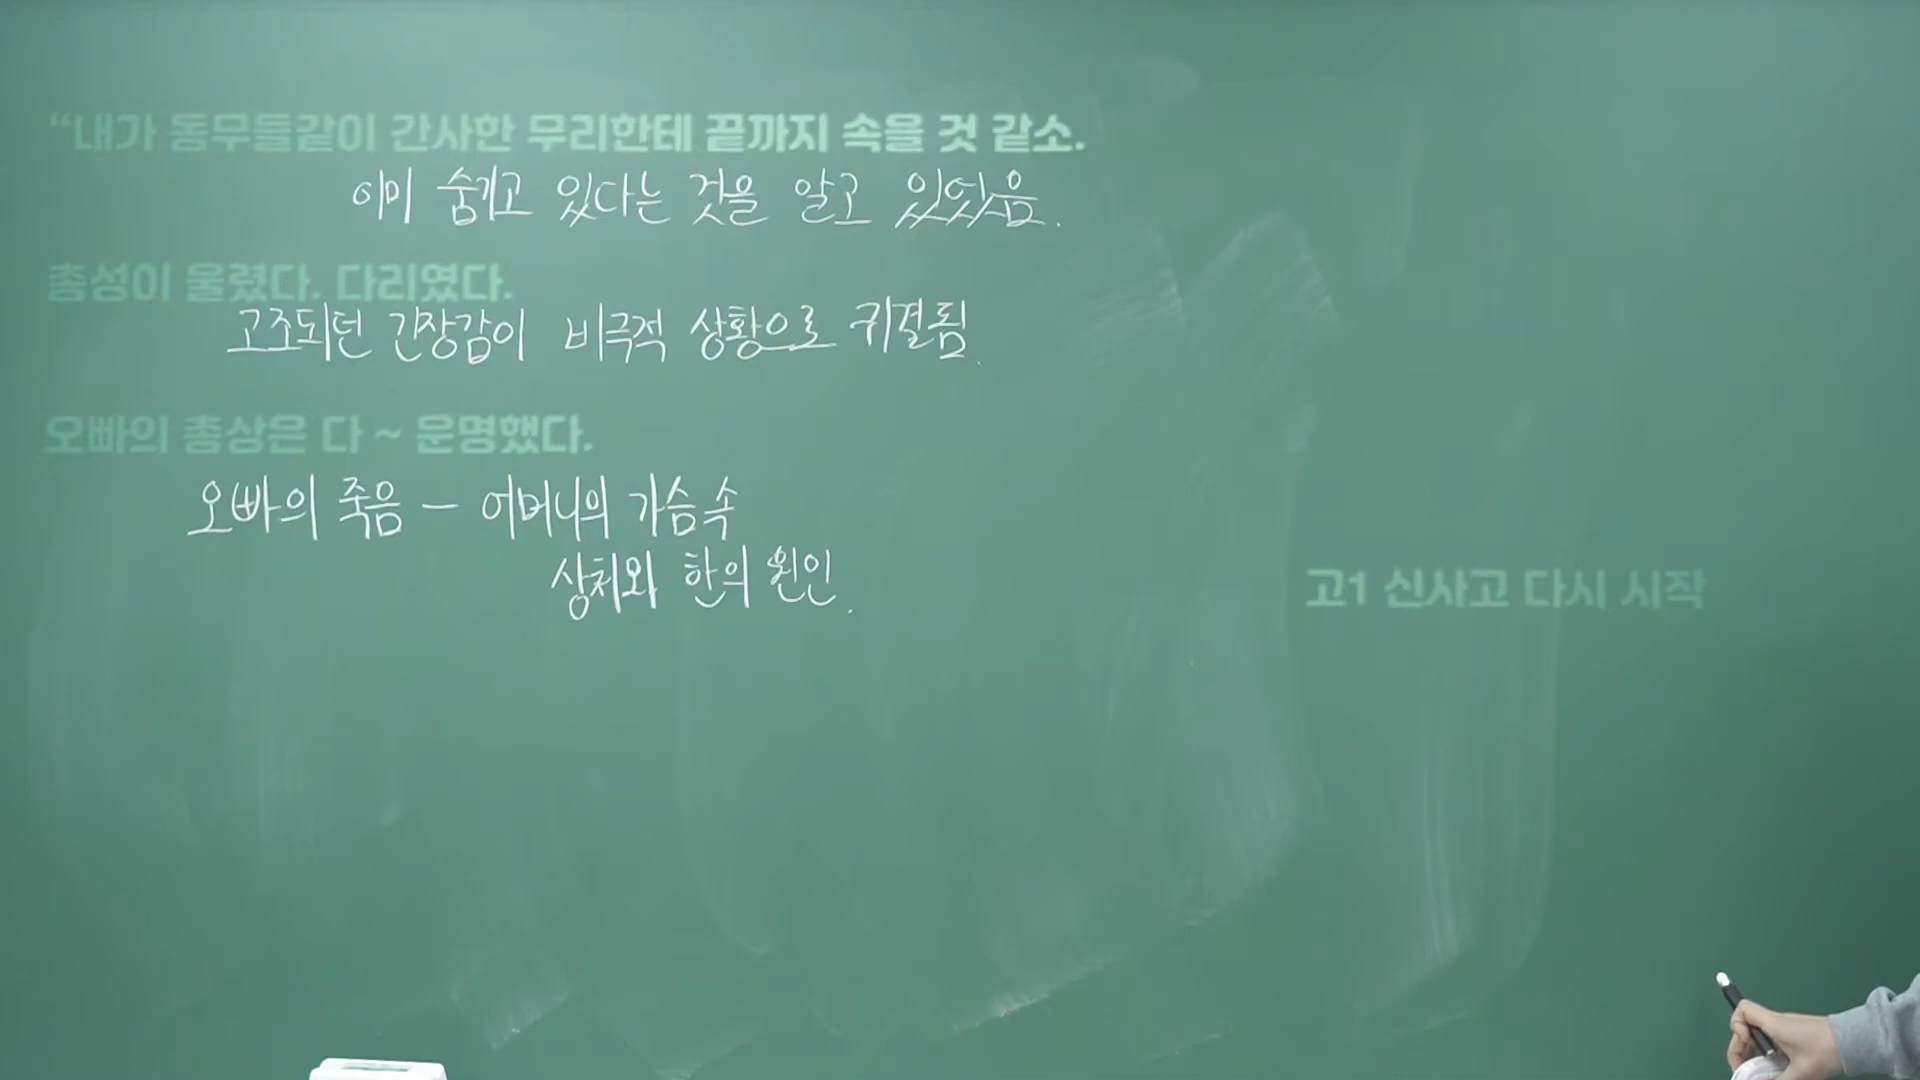 “내가 동무들같이 간사한 무리한테 끝까지 속을 것 같소.
이미 숨기고 있다는 것을 알고 있었음.
총성이 울렸다. 다리였다.
고조되던 긴장감이 비극적 상황으로 귀결됨.
오빠의 총상은 다 ~ 운명했다.
오빠의 죽음 – 어머니의 가슴 속
상처와 한의 원인.
고1 신사고 다시 시작